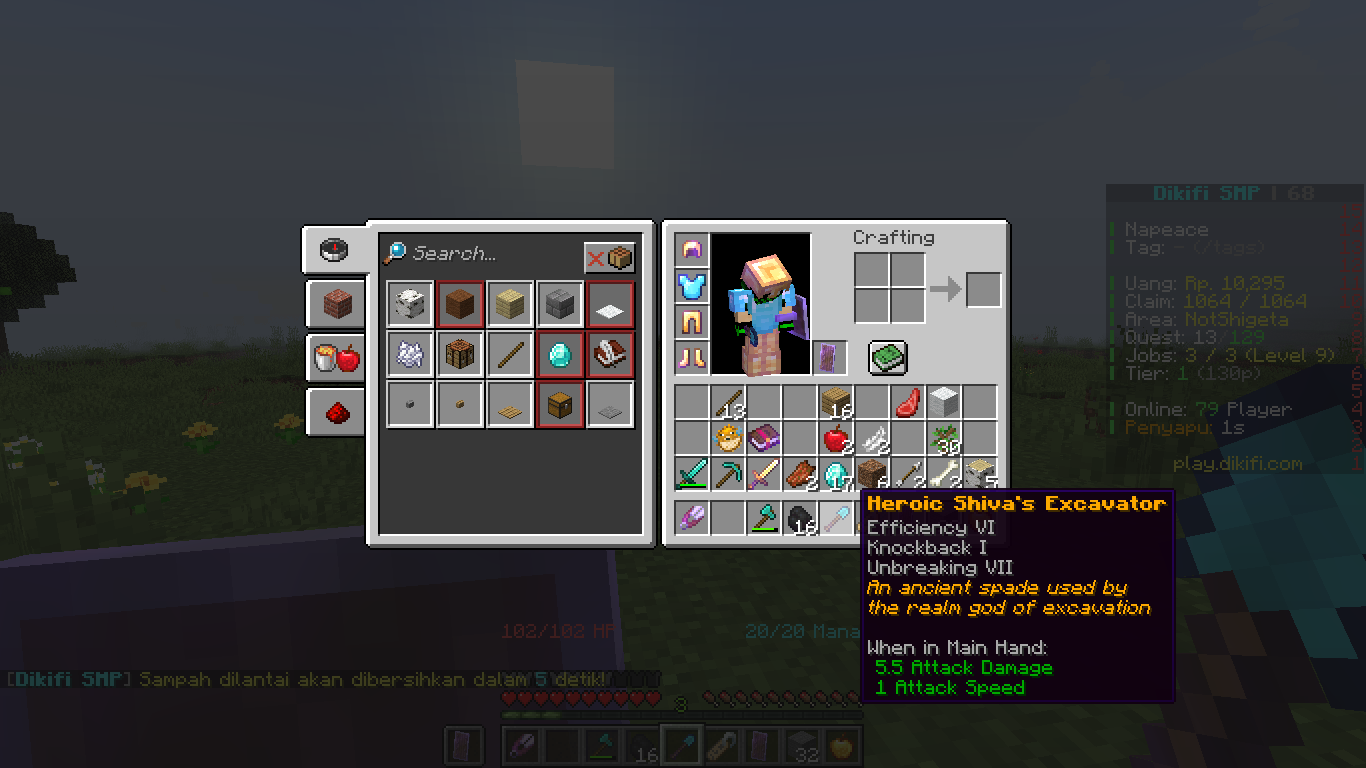 Search...
Crafting
13
16
2
2
30
2
17
6
2
2
5
16
Heroic Shiva's Excavator
Efficiency VI
Knockback I
Unbreaking VII
An ancient spade used by
the realm god of excavation
When in Main Hand:
5.5 Attack Damage
1 Attack Speed
Dikifi SMP | 68
Napeace
Tag: - (/tags)
Uang: Rp. 10,295
Claim: 1064 / 1064
Area: NotShigeta
Quest: 13/129
Jobs: 3 / 3 (Level 9)
Tier: 1 (130p)
Online: 79 Player
Penyapu: 1s
play.dikifi.com
102/102 HP
20/20 Mana
[Dikifi SMP] Sampah dilantai akan dibersihkan dalam 5 detik!
8
16
32